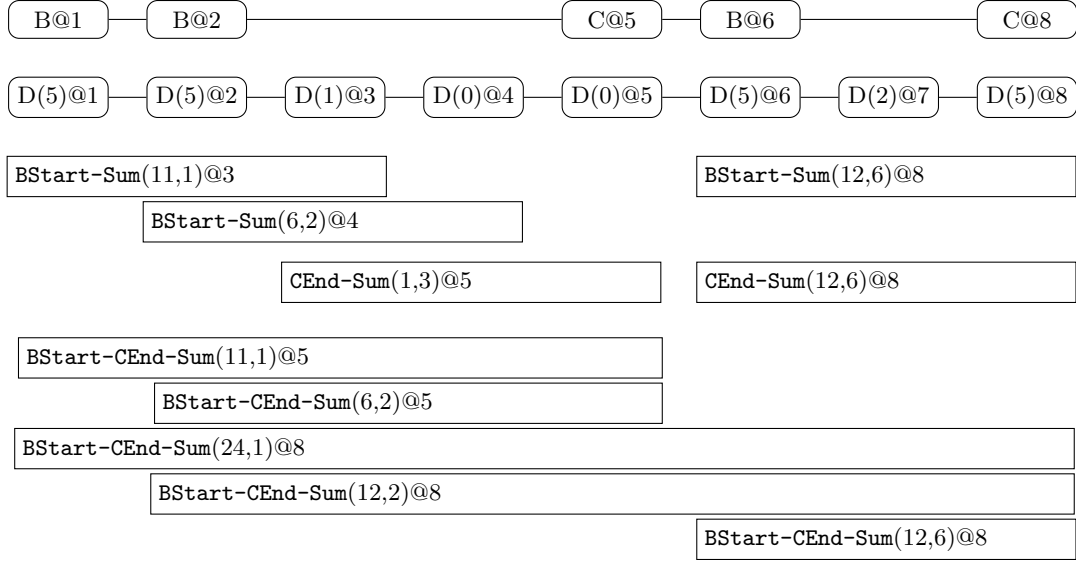 B@1 B@2 C@5 B@6 C@8
D(5)@1 D(5)@2 D(1)@3 D(0)@4 D(0)@5 D(5)@6 D(2)@7 D(5)@8
BStart-Sum(11,1)@3 BStart-Sum(12,6)@8
BStart-Sum(6,2)@4
CEnd-Sum(1,3)@5 CEnd-Sum(12,6)@8
BStart-CEnd-Sum(11,1)@5
BStart-CEnd-Sum(6,2)@5
BStart-CEnd-Sum(24,1)@8
BStart-CEnd-Sum(12,2)@8
BStart-CEnd-Sum(12,6)@8